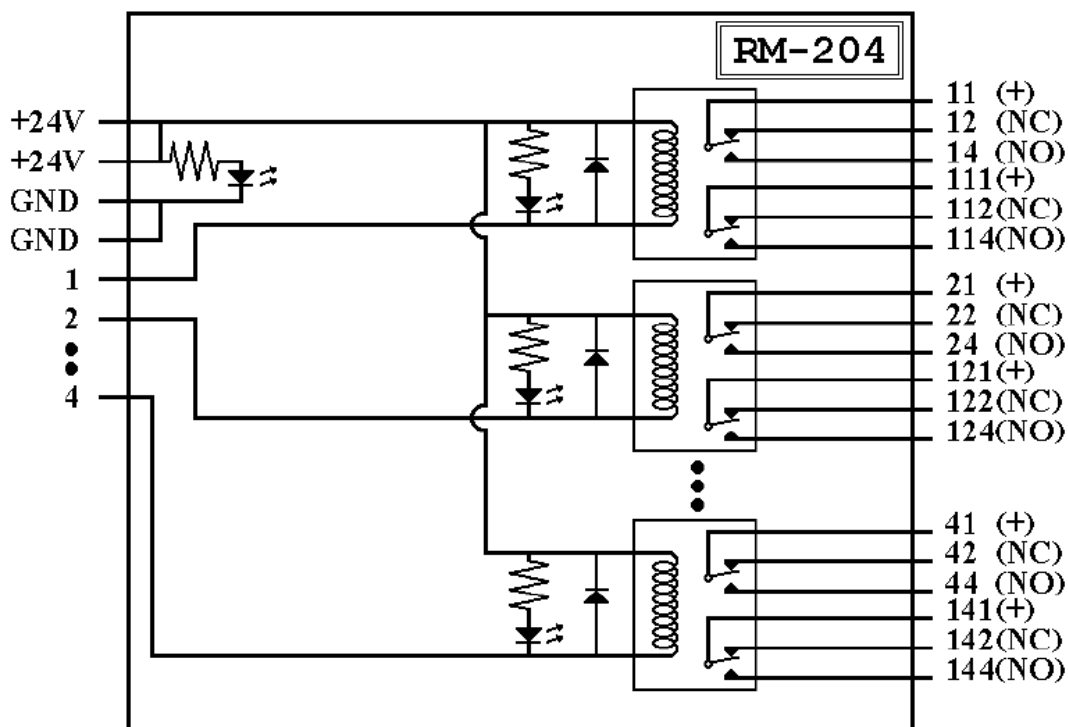 RM-204
+24V
+24V
GND
GND
1
2
4
11 (+)
12 (NC)
14 (NO)
111(+)
112(NC)
114(NO)
21 (+)
22 (NC)
24 (NO)
121(+)
122(NC)
124(NO)
41 (+)
42 (NC)
44 (NO)
141(+)
142(NC)
144(NO)